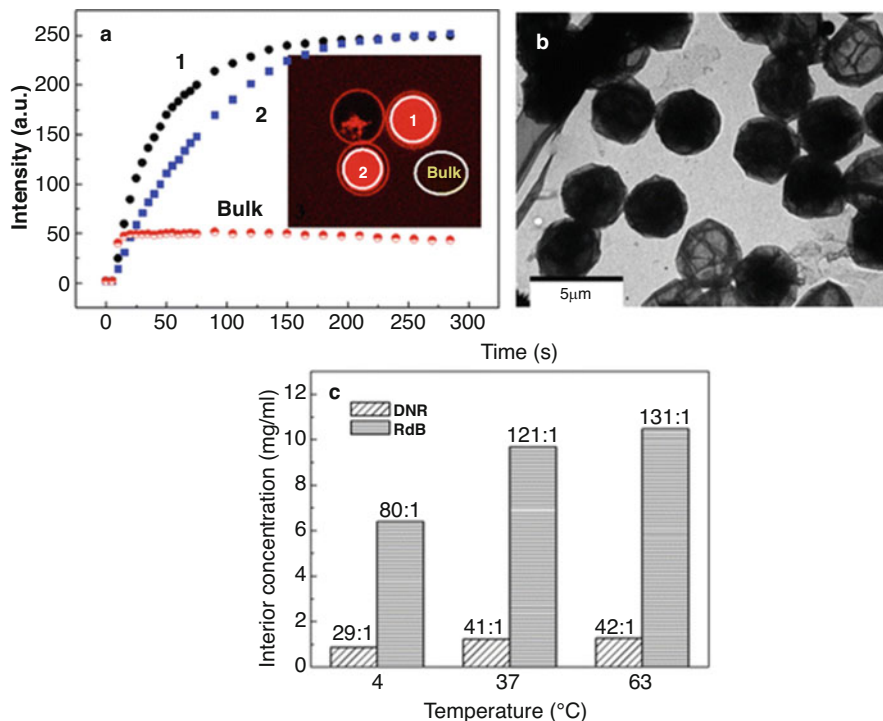 a
Intensity (a.u.)
250
200
150
100
50
0
1
2
Bulk
1
2
Bulk
0 50 100 150 200 250 300
Time (s)
b
5μm
c
DNR
RdB
Interior concentration (mg/ml)
12
10
8
6
4
2
0
29:1
80:1
41:1
121:1
42:1
131:1
4 37 63
Temperature (°C)